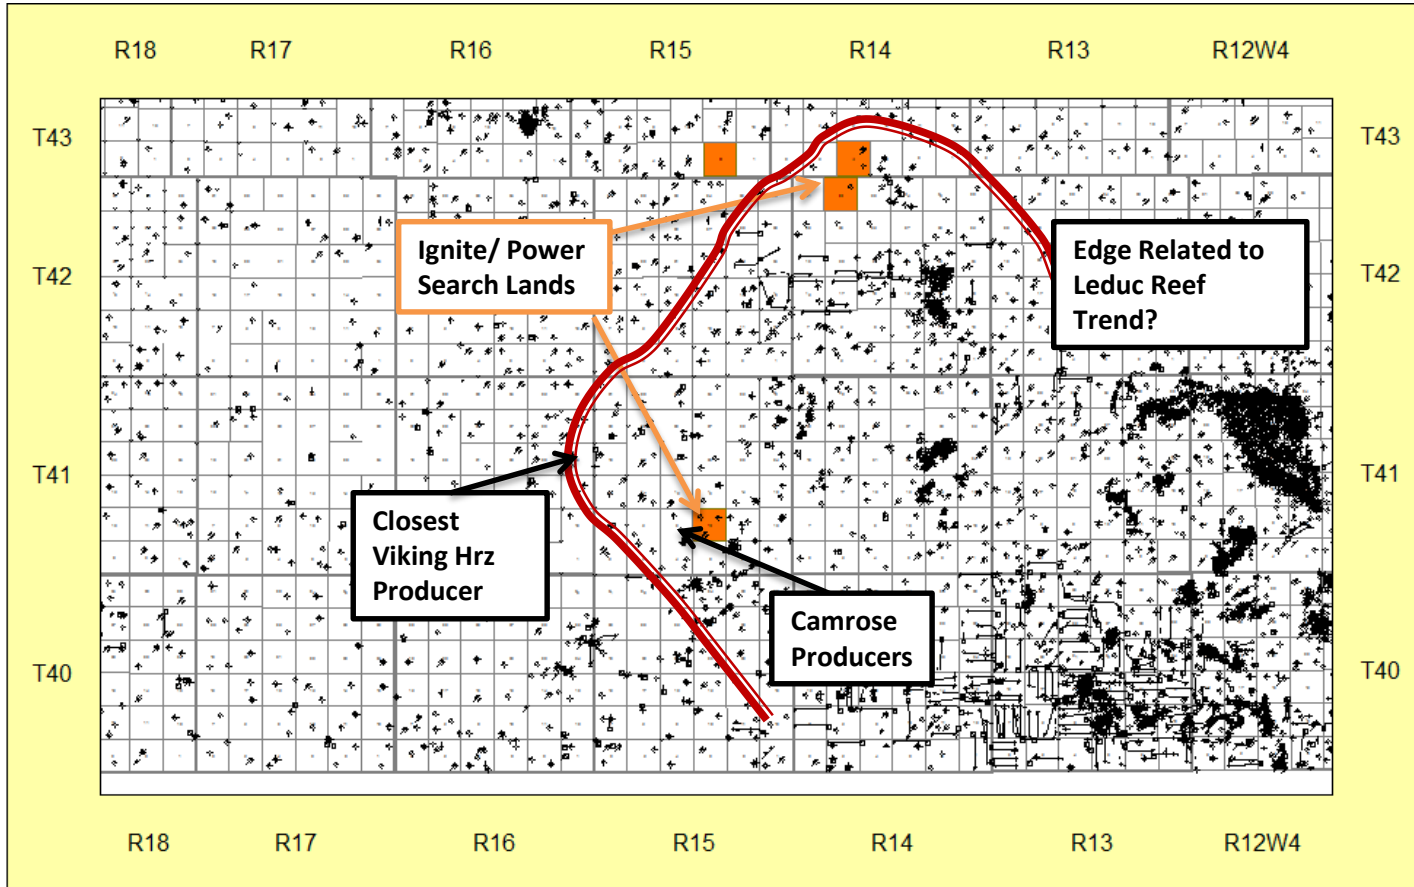 R18 R17 R16 R15 R14 R13 R12W4
T43 T43
Ignite/ Power
Search Lands
Edge Related to
Leduc Reef
Trend?
T42 T42
T41 T41
Closest
Viking Hrz
Producer
Camrose
Producers
T40 T40
R18 R17 R16 R15 R14 R13 R12W4